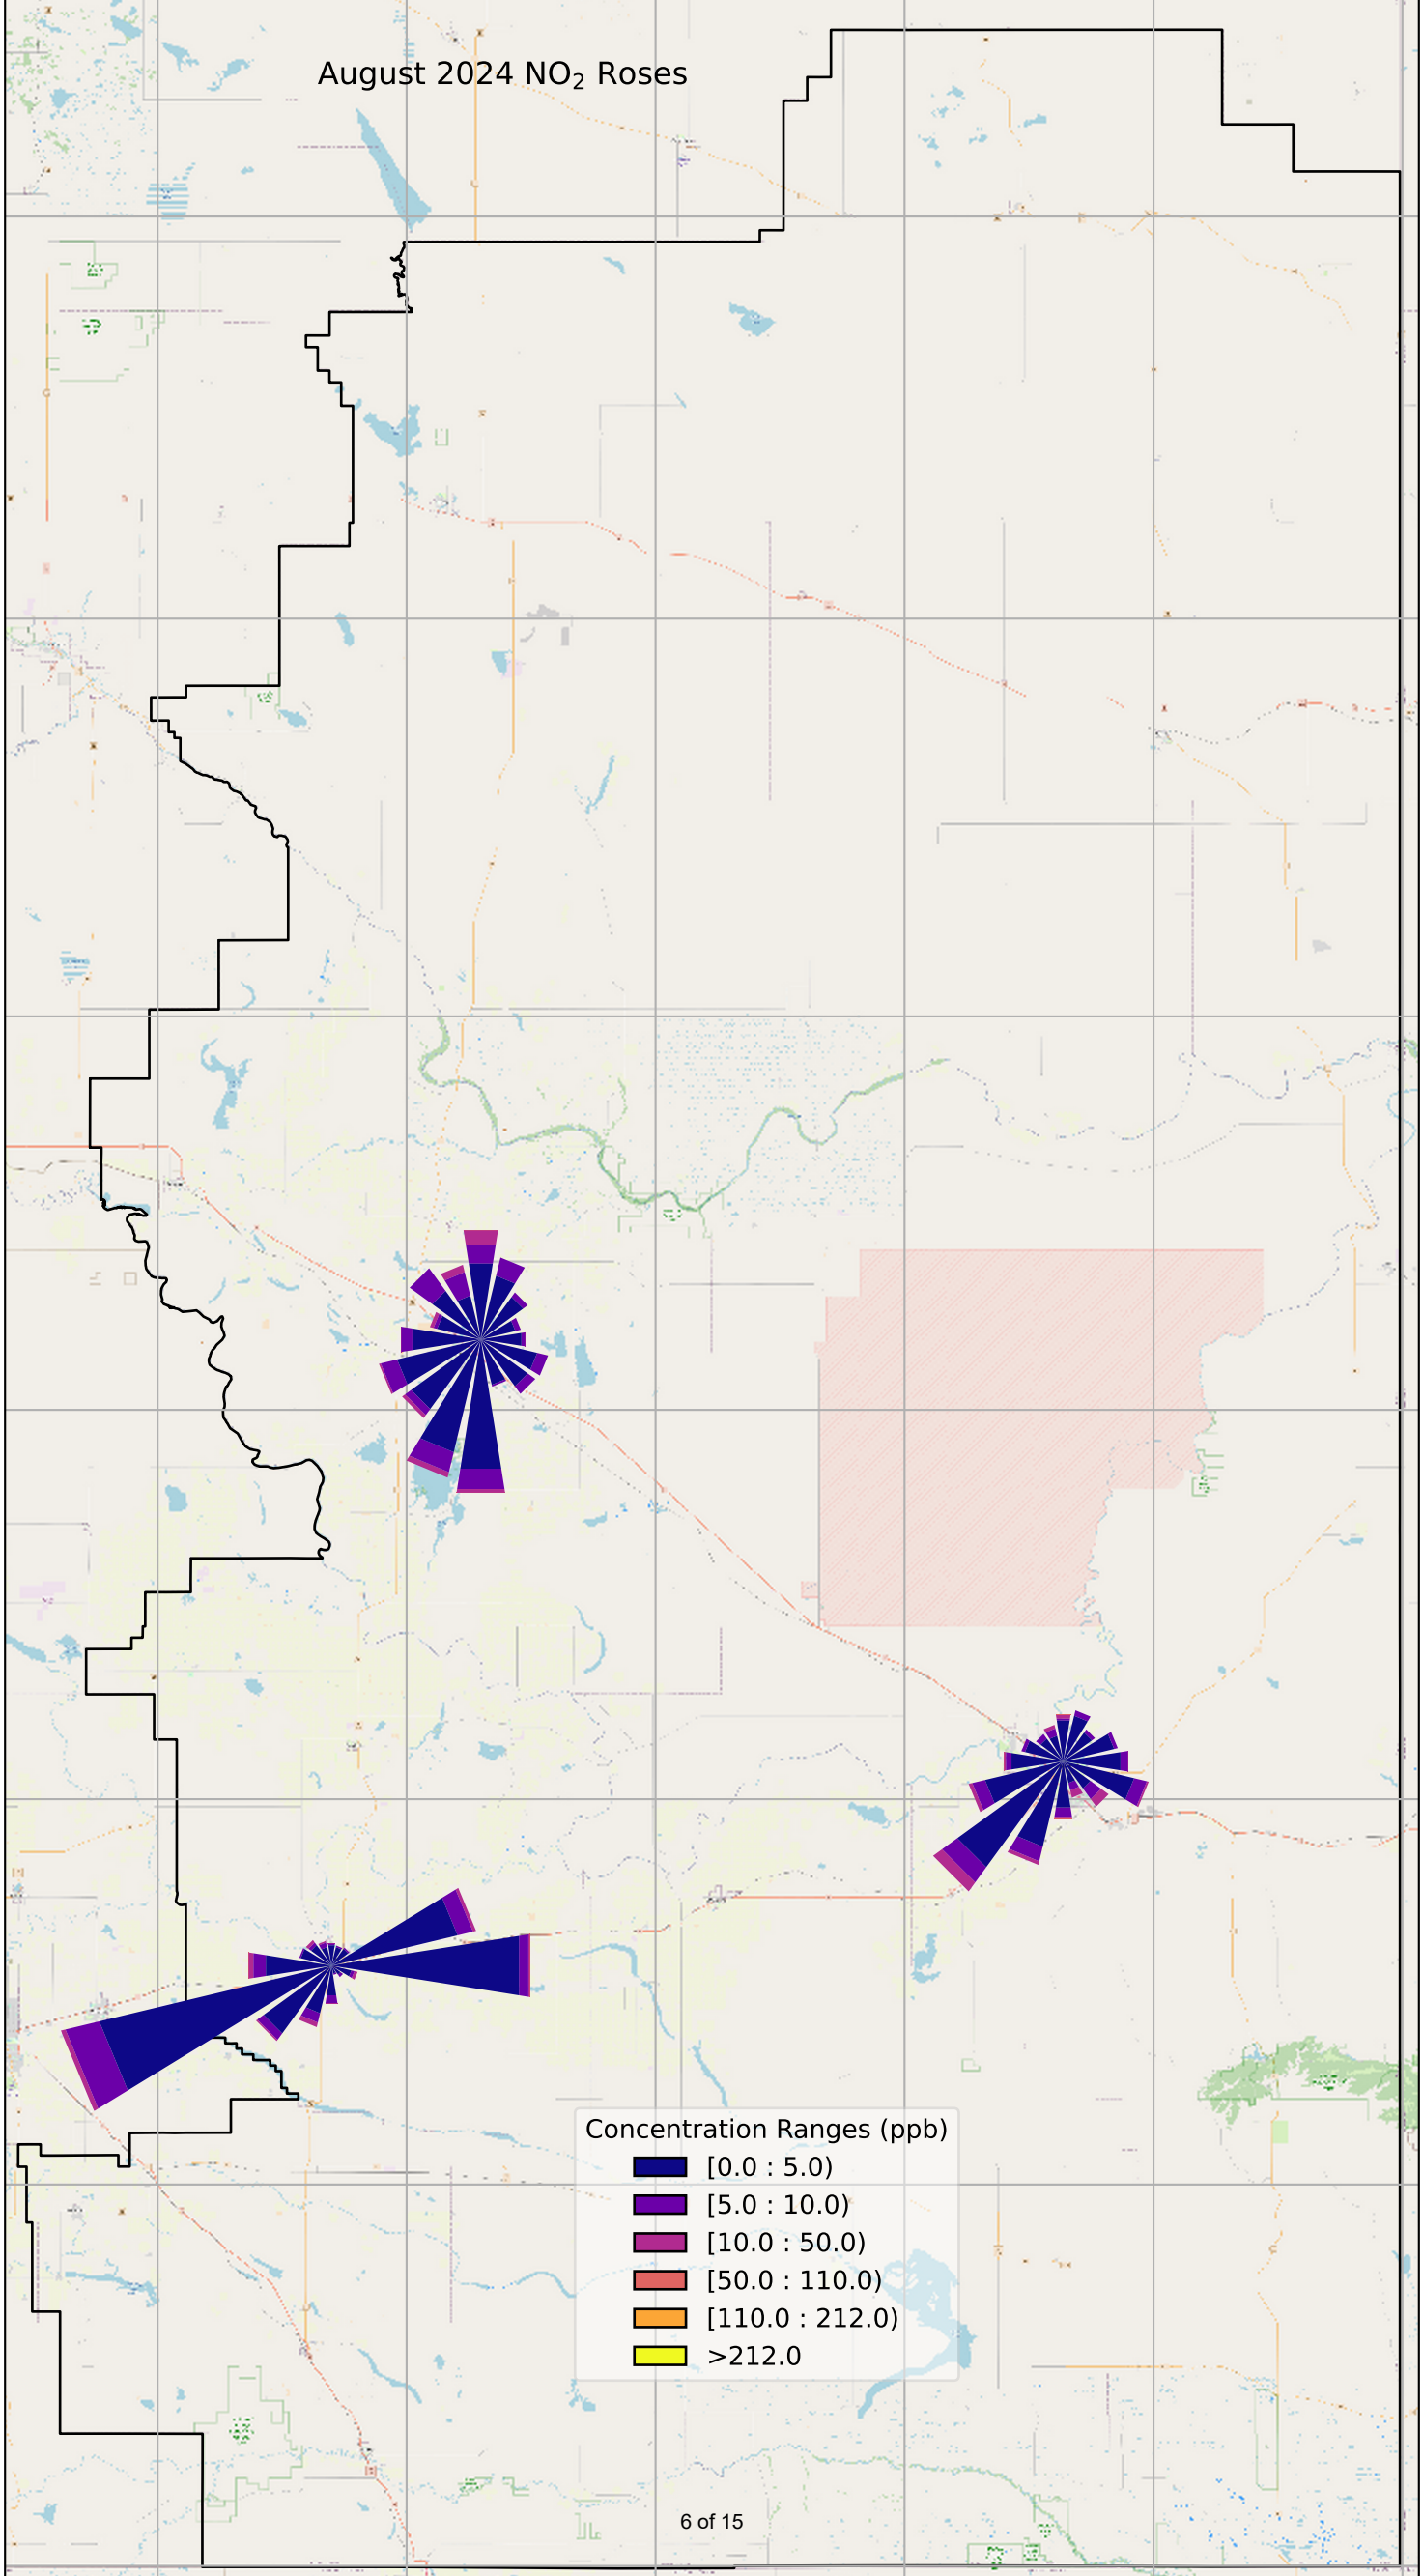 August 2024 NO₂ Roses
Concentration Ranges (ppb)
[0.0 : 5.0)
[5.0 : 10.0)
[10.0 : 50.0)
[50.0 : 110.0)
[110.0 : 212.0)
>212.0
6 of 15